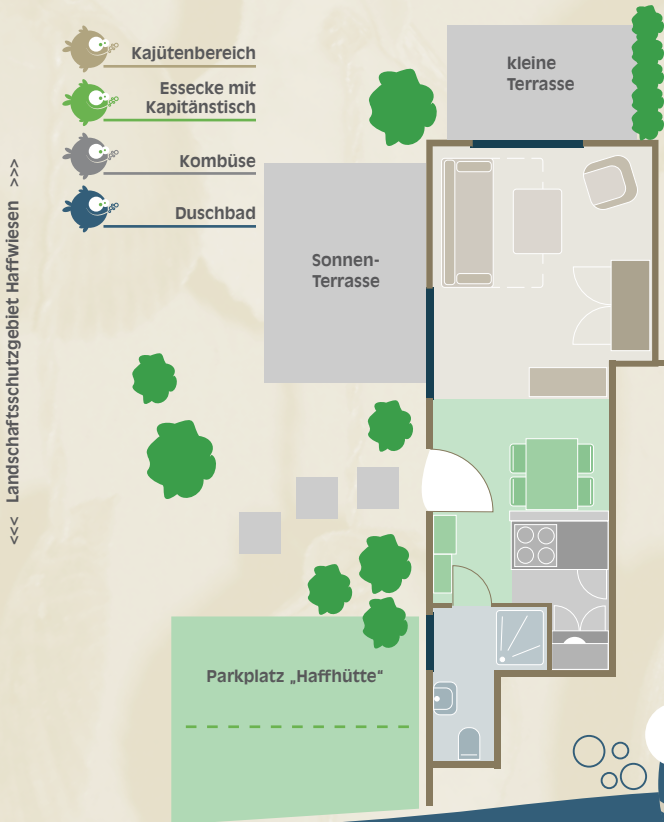 Kajütenbereich
Essecke mit
Kapitänstisch
Kombüse
Duschbad
<<< Landschaftsschutzgebiet Haffwiesen >>>
kleine
Terrasse
Sonnen-
Terrasse
Parkplatz „Haffhütte“